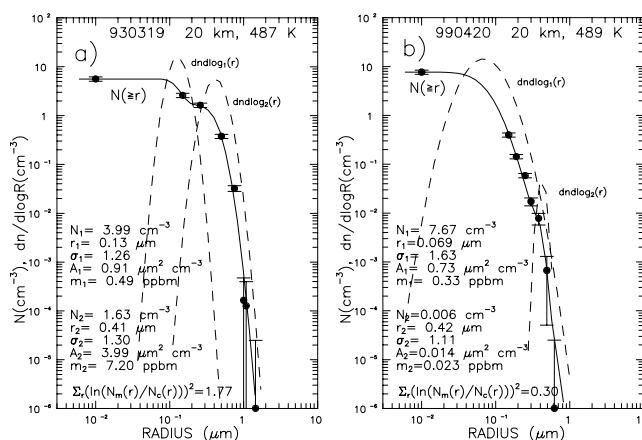 930319 20 km, 487 K
a)
N(≥r)
dndlog₁(r)
dndlog₂(r)
N₁= 3.99 cm⁻³
r₁= 0.13 μm
σ₁= 1.26
A₁= 0.91 μm² cm⁻³
m₁= 0.49 ppbm
N₂= 1.63 cm⁻³
r₂= 0.41 μm
σ₂= 1.30
A₂= 3.99 μm² cm⁻³
m₂= 7.20 ppbm
Σᵣ(ln(Nₘ(r)/N꜀(r)))²=1.77
N(cm⁻³), dn/dlogR(cm⁻³)
10²
10
1
10⁻¹
10⁻²
10⁻³
10⁻⁴
10⁻⁵
10⁻⁶
10⁻³ 10⁻² 10⁻¹ 1 10
RADIUS (μm)
990420 20 km, 489 K
b)
N(≥r)
dndlog₁(r)
dndlog₂(r)
N₁= 7.67 cm⁻³
r₁=0.069 μm
σ₁= 1.63
A₁= 0.73 μm² cm⁻³
m₁= 0.33 ppbm
N₂=0.006 cm⁻³
r₂= 0.42 μm
σ₂= 1.11
A₂=0.014 μm² cm⁻³
m₂=0.023 ppbm
Σᵣ(ln(Nₘ(r)/N꜀(r)))²=0.30
N(cm⁻³), dn/dlogR(cm⁻³)
10²
10
1
10⁻¹
10⁻²
10⁻³
10⁻⁴
10⁻⁵
10⁻⁶
10⁻³ 10⁻² 10⁻¹ 1 10
RADIUS (μm)